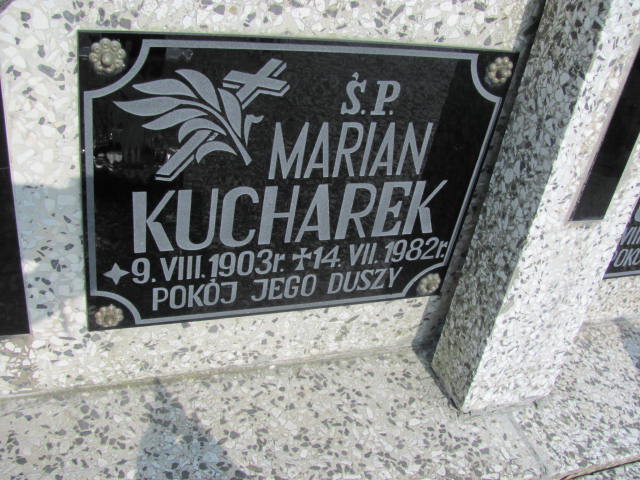 Ś.P.
MARIAN
KUCHAREK
9. VIII. 1903r. 14. VII. 1982r.
POKÓJ JEGO DUSZY